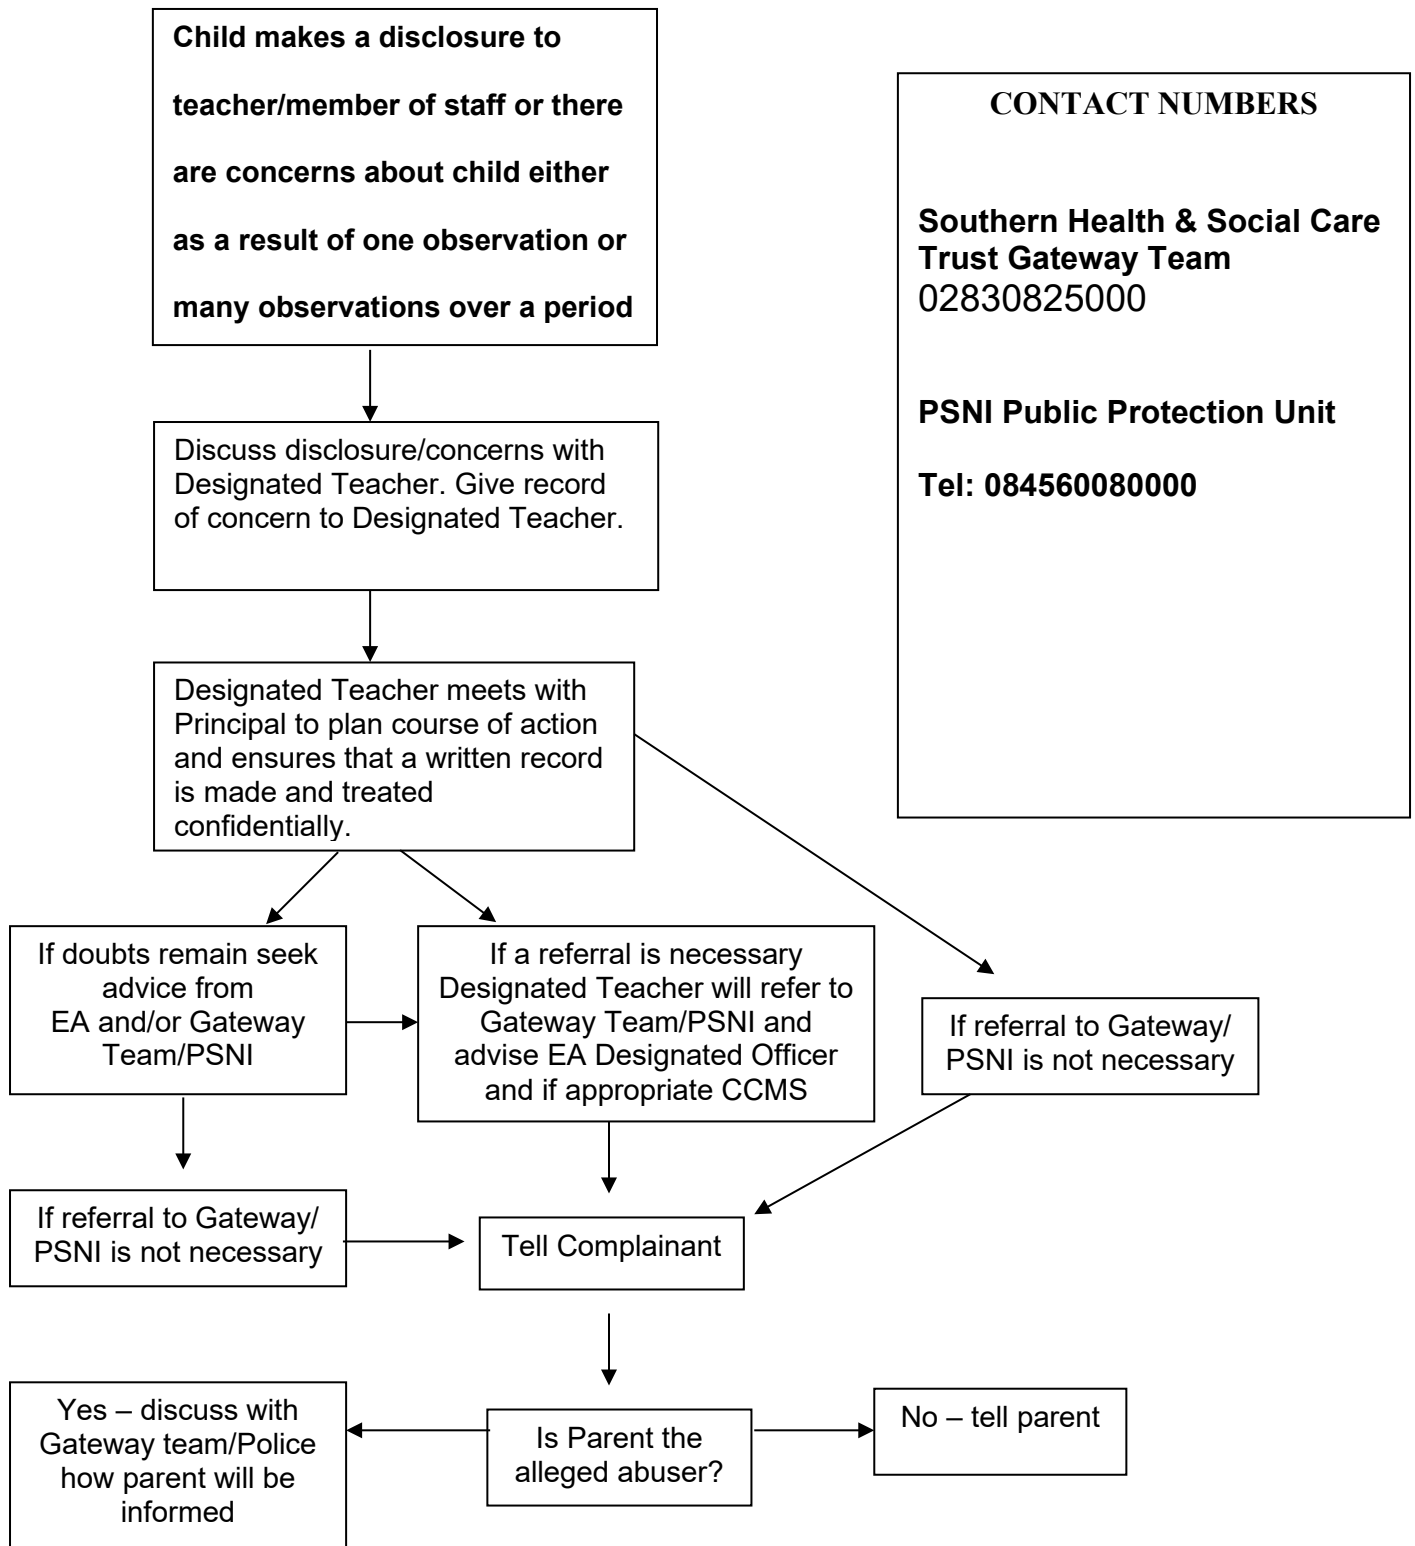 Child makes a disclosure to
teacher/member of staff or there
are concerns about child either
as a result of one observation or
many observations over a period
CONTACT NUMBERS
Southern Health & Social Care
Trust Gateway Team
02830825000
PSNI Public Protection Unit
Tel: 084560080000
Discuss disclosure/concerns with
Designated Teacher. Give record
of concern to Designated Teacher.
Designated Teacher meets with
Principal to plan course of action
and ensures that a written record
is made and treated
confidentially.
If doubts remain seek
advice from
EA and/or Gateway
Team/PSNI
If a referral is necessary
Designated Teacher will refer to
Gateway Team/PSNI and
advise EA Designated Officer
and if appropriate CCMS
If referral to Gateway/
PSNI is not necessary
If referral to Gateway/
PSNI is not necessary
Tell Complainant
Yes – discuss with
Gateway team/Police
how parent will be
informed
Is Parent the
alleged abuser?
No – tell parent